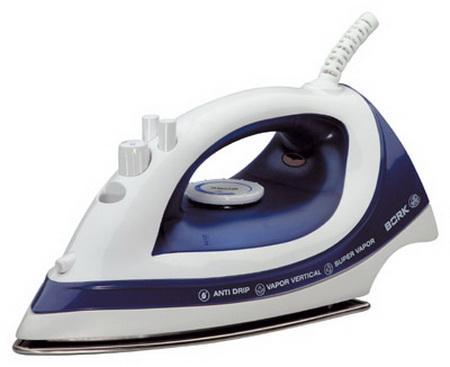 BORK
ANTI DRIP VAPOR VERTICAL SUPER VAPOR